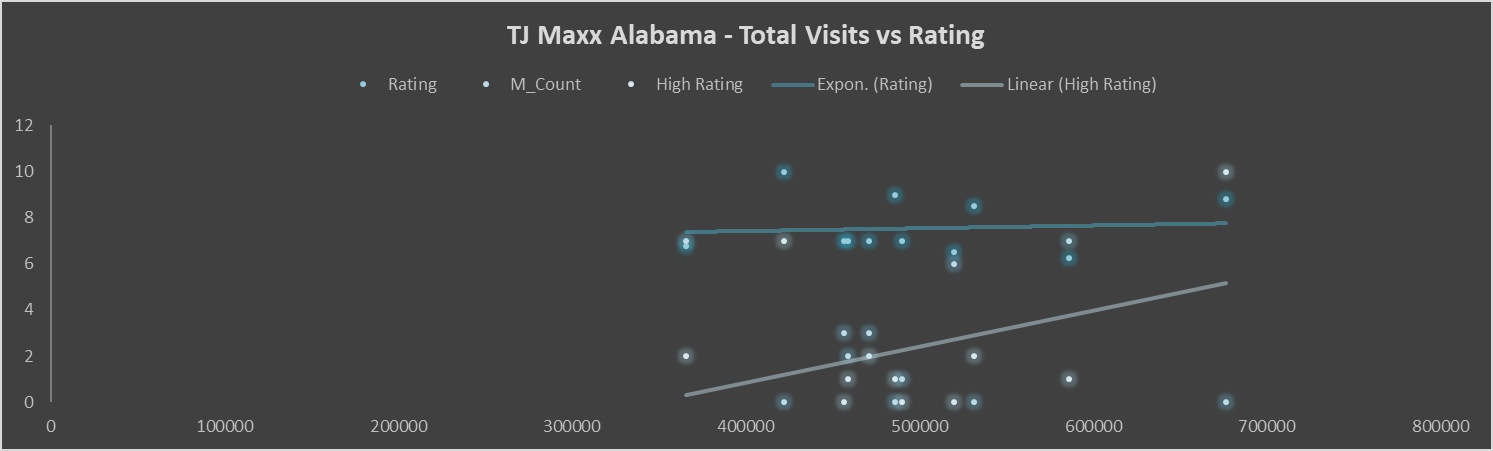 TJ Maxx Alabama - Total Visits vs Rating
Rating M_Count High Rating Expon. (Rating) Linear (High Rating)
12
10
8
6
4
2
0
0 100000 200000 300000 400000 500000 600000 700000 800000